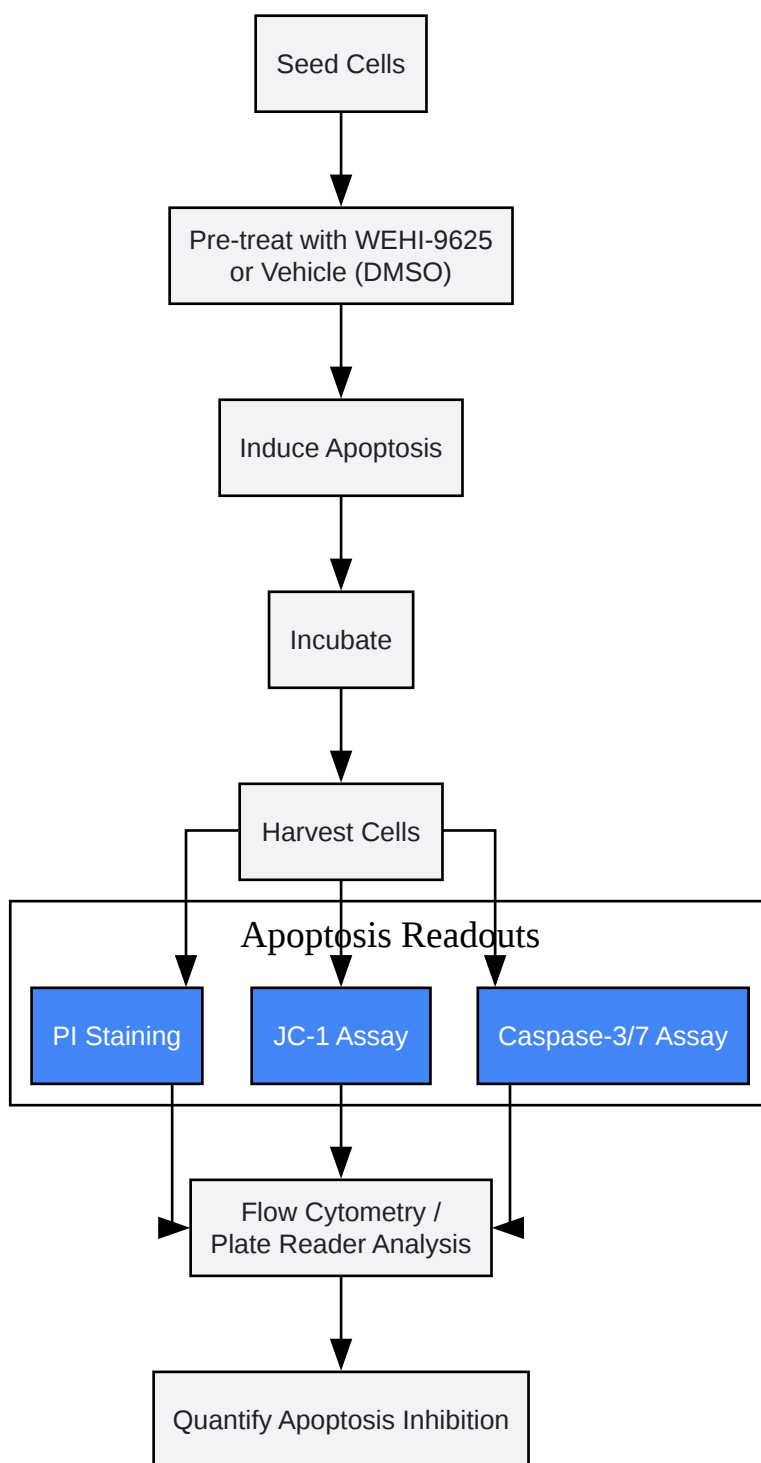 Seed Cells
Pre-treat with WEHI-9625
or Vehicle (DMSO)
Induce Apoptosis
Incubate
Harvest Cells
Apoptosis Readouts
PI Staining
JC-1 Assay
Caspase-3/7 Assay
Flow Cytometry /
Plate Reader Analysis
Quantify Apoptosis Inhibition